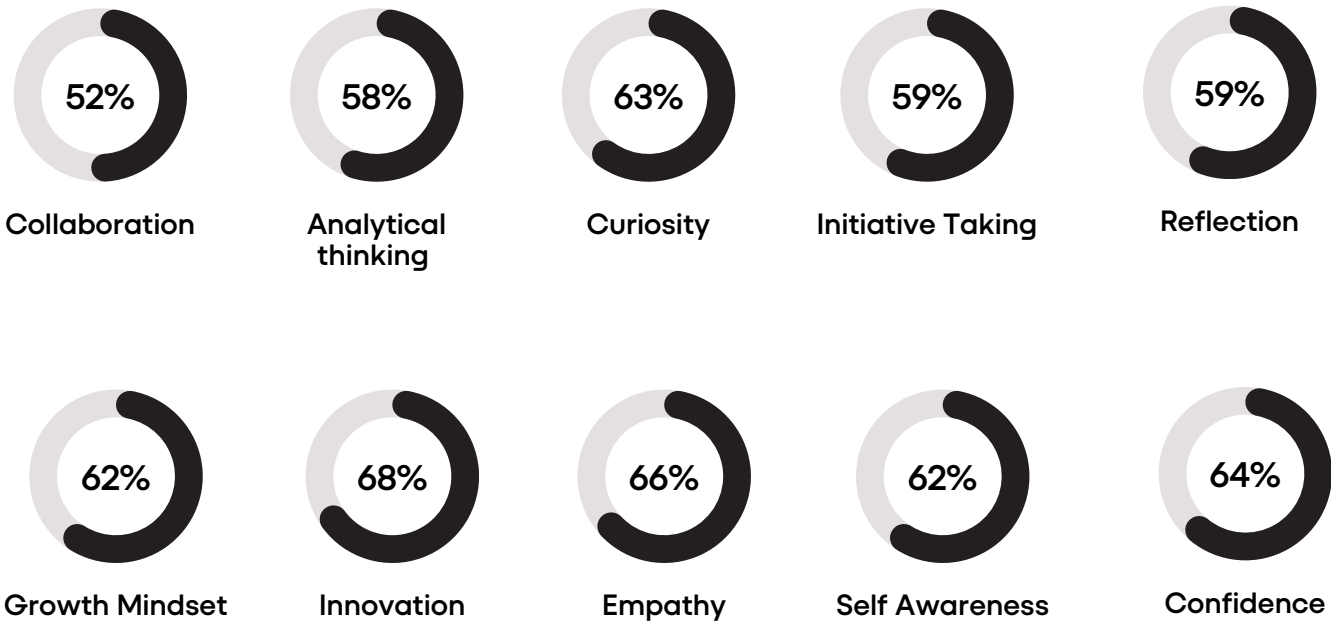 52%
58%
63%
59%
59%
Collaboration
Analytical
thinking
Curiosity
Initiative Taking
Reflection
62%
68%
66%
62%
64%
Growth Mindset
Innovation
Empathy
Self Awareness
Confidence